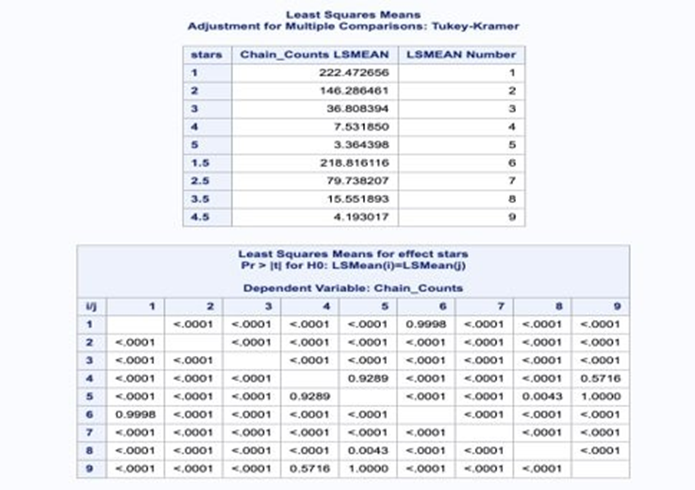 Least Squares Means
Adjustment for Multiple Comparisons: Tukey-Kramer
stars Chain_Counts LSMEAN LSMEAN Number
1 222.472656 1
2 146.286461 2
3 36.808394 3
4 7.531850 4
5 3.364398 5
1.5 218.816116 6
2.5 79.738207 7
3.5 15.551893 8
4.5 4.193017 9
Least Squares Means for effect stars
Pr > |t| for H0: LSMean(i)=LSMean(j)
Dependent Variable: Chain_Counts
i/j 1 2 3 4 5 6 7 8 9
1 <.0001 <.0001 <.0001 <.0001 0.9998 <.0001 <.0001 <.0001
2 <.0001 <.0001 <.0001 <.0001 <.0001 <.0001 <.0001 <.0001
3 <.0001 <.0001 <.0001 <.0001 <.0001 <.0001 <.0001 <.0001
4 <.0001 <.0001 <.0001 0.9289 <.0001 <.0001 <.0001 0.5716
5 <.0001 <.0001 <.0001 0.9289 <.0001 <.0001 0.0043 1.0000
6 0.9998 <.0001 <.0001 <.0001 <.0001 <.0001 <.0001 <.0001
7 <.0001 <.0001 <.0001 <.0001 <.0001 <.0001 <.0001 <.0001
8 <.0001 <.0001 <.0001 <.0001 0.0043 <.0001 <.0001 <.0001
9 <.0001 <.0001 <.0001 0.5716 1.0000 <.0001 <.0001 <.0001